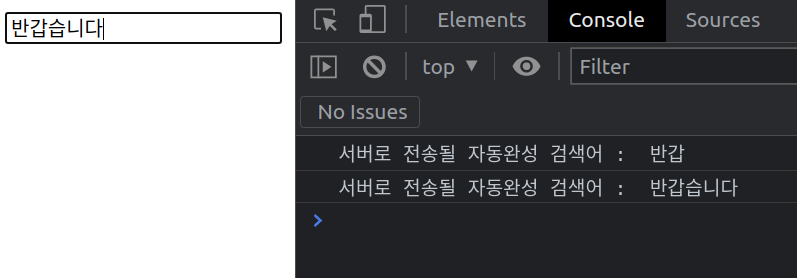 반갑습니다
Elements Console Sources
top ▼ Filter
No Issues
서버로 전송될 자동완성 검색어 : 반갑
서버로 전송될 자동완성 검색어 : 반갑습니다
>